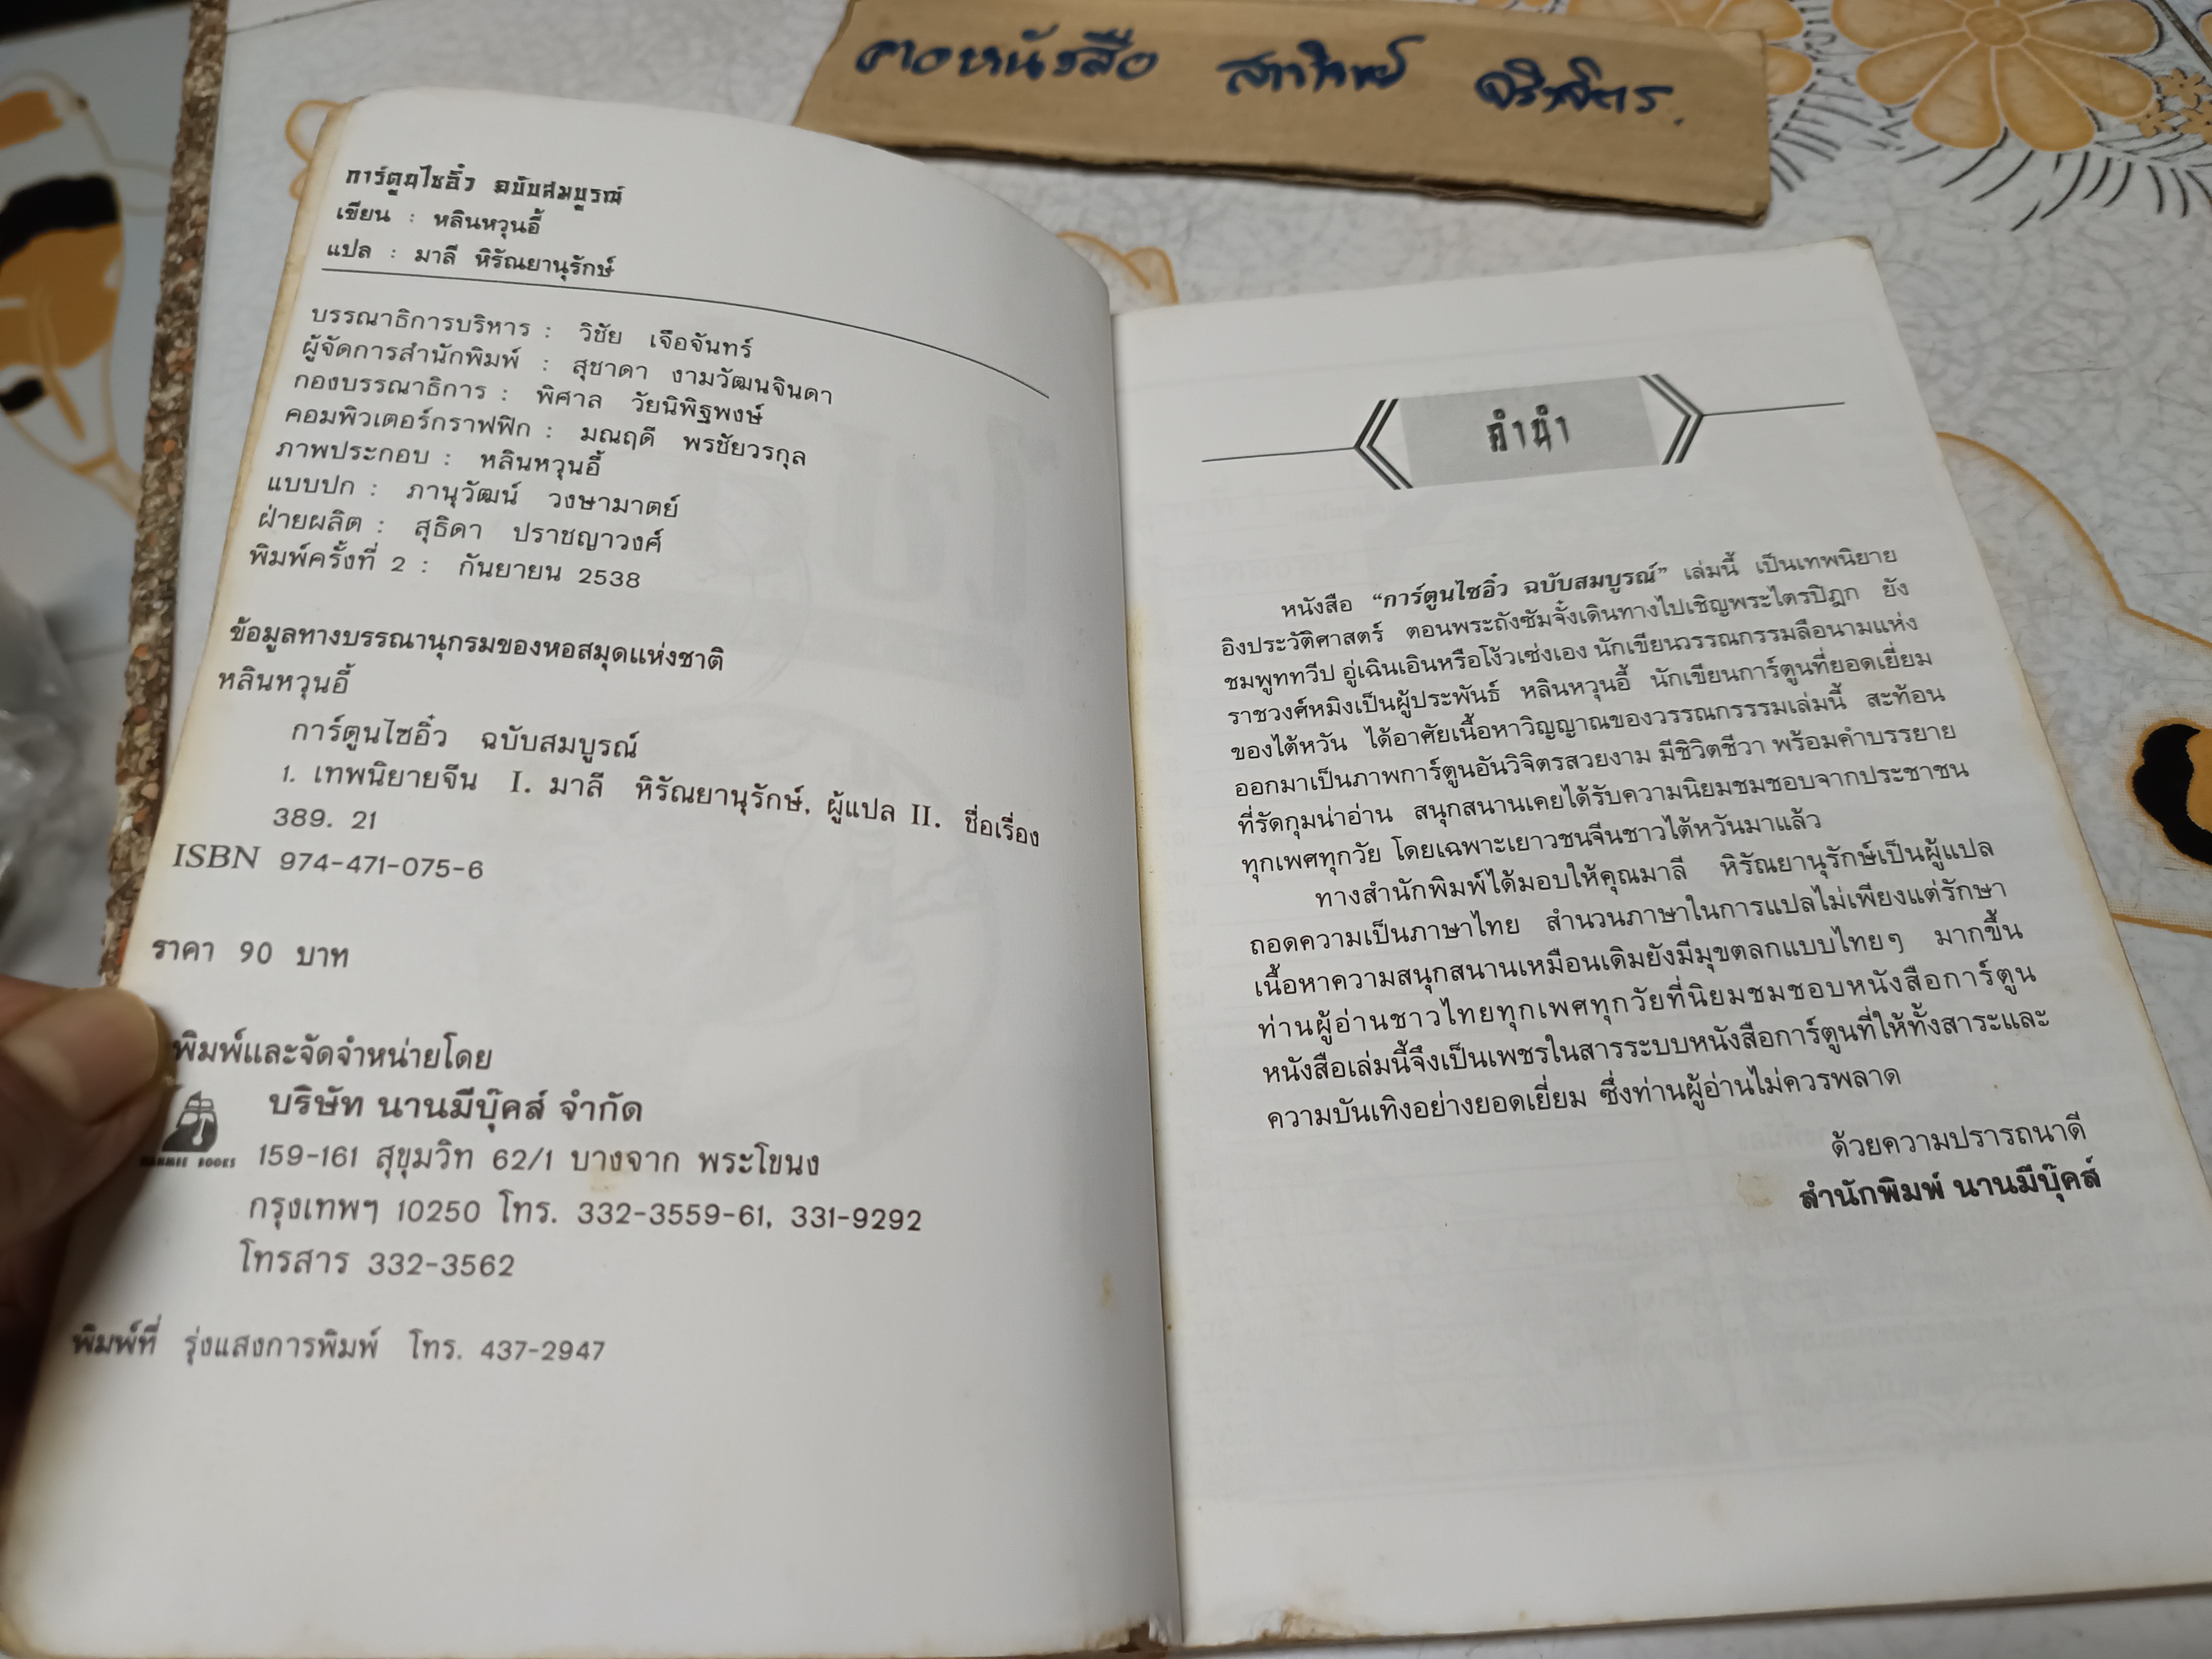 การ์ตูนไซอิ๋ว ฉบับสมบูรณ์
เขียน : หลินหวุนอี้
แปล : มาลี หิรัณยานุรักษ์
บรรณาธิการบริหาร : วิชัย เจือจันทร์
ผู้จัดการสำนักพิมพ์ : สุชาดา งามวัฒนจินดา
กองบรรณาธิการ : พิศาล วัยนิพิฐพงษ์
คอมพิวเตอร์กราฟฟิก : มณฤดี พรชัยวรกุล
ภาพประกอบ : หลินหวุนอี้
แบบปก : ภานุวัฒน์ วงษามาตย์
ฝ่ายผลิต : สุธิดา ปราชญาวงศ์
พิมพ์ครั้งที่ 2 : กันยายน 2538
ข้อมูลทางบรรณานุกรมของหอสมุดแห่งชาติ
หลินหวุนอี้
การ์ตูนไซอิ๋ว ฉบับสมบูรณ์
1. เทพนิยายจีน I. มาลี หิรัณยานุรักษ์, ผู้แปล II. ชื่อเรื่อง
389. 21
ISBN 974-471-075-6
ราคา 90 บาท
พิมพ์และจัดจำหน่ายโดย
บริษัท นานมีบุ๊คส์ จำกัด
NANMEE BOOKS
159-161 สุขุมวิท 62/1 บางจาก พระโขนง
กรุงเทพฯ 10250 โทร. 332-3559-61, 331-9292
โทรสาร 332-3562
พิมพ์ที่ รุ่งแสงการพิมพ์ โทร. 437-2947
หนังสือ
คำนำ
หนังสือ “การ์ตูนไซอิ๋ว ฉบับสมบูรณ์” เล่มนี้ เป็นเทพนิยาย
อิงประวัติศาสตร์ ตอนพระถังซัมจั๋งเดินทางไปเชิญพระไตรปิฎก ยัง
ชมพูททวีป อู่เฉินเอินหรือโง้วเซ่งเอง นักเขียนวรรณกรรมลือนามแห่ง
ราชวงศ์หมิงเป็นผู้ประพันธ์ หลินหวุนอี้ นักเขียนการ์ตูนที่ยอดเยี่ยม
ของไต้หวัน ได้อาศัยเนื้อหาวิญญาณของวรรณกรรรมเล่มนี้ สะท้อน
ออกมาเป็นภาพการ์ตูนอันวิจิตรสวยงาม มีชิวิตชีวา พร้อมคำบรรยาย
ที่รัดกุมน่าอ่าน สนุกสนานเคยได้รับความนิยมชมชอบจากประชาชน
ทุกเพศทุกวัย โดยเฉพาะเยาวชนจีนชาวไต้หวันมาแล้ว
ทางสำนักพิมพ์ได้มอบให้คุณมาลี หิรัณยานุรักษ์เป็นผู้แปล
ถอดความเป็นภาษาไทย สำนวนภาษาในการแปลไม่เพียงแต่รักษา
เนื้อหาความสนุกสนานเหมือนเดิมยังมีมุขตลกแบบไทยๆ มากขึ้น
ท่านผู้อ่านชาวไทยทุกเพศทุกวัยที่นิยมชมชอบหนังสือการ์ตูน
หนังสือเล่มนี้จึงเป็นเพชรในสารระบบหนังสือการ์ตูนที่ให้ทั้งสาระและ
ความบันเทิงอย่างยอดเยี่ยม ซึ่งท่านผู้อ่านไม่ควรพลาด
ด้วยความปรารถนาดี
สำนักพิมพ์ นานมีบุ๊คส์